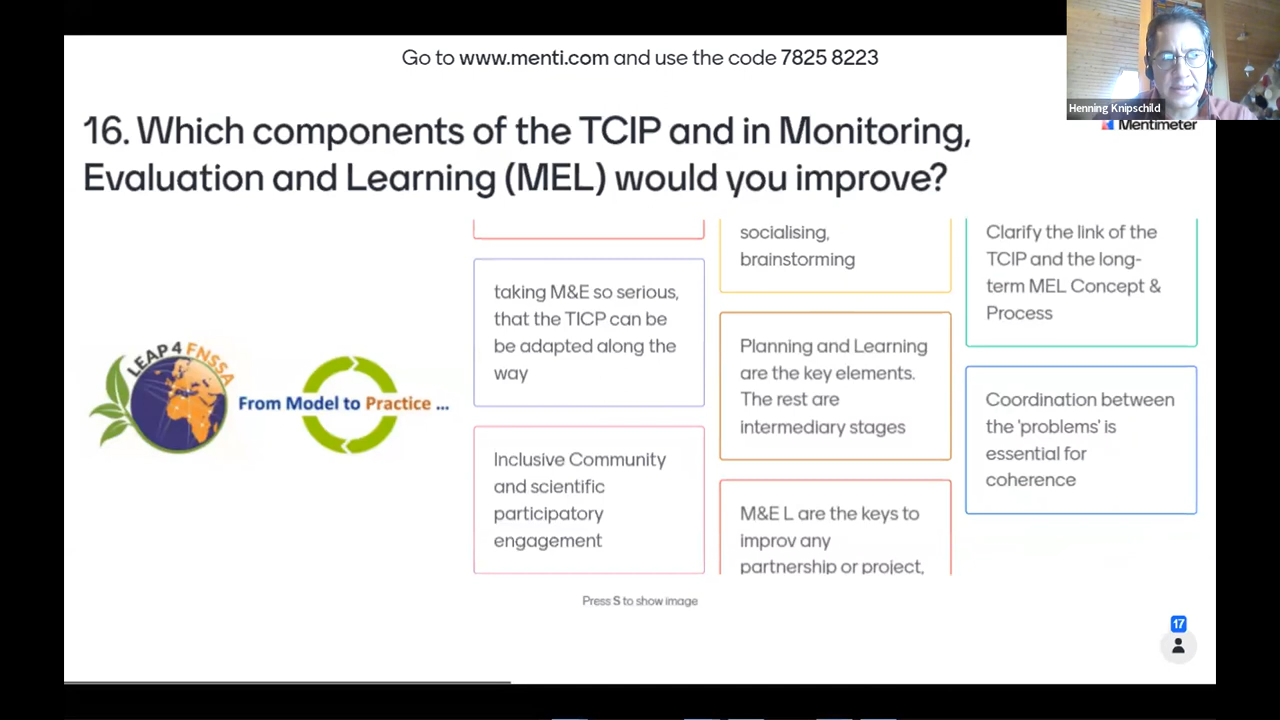 Go to www.menti.com and use the code 7825 8223
Henning Knipschild
Mentimeter
16. Which components of the TCIP and in Monitoring,
Evaluation and Learning (MEL) would you improve?
LEAP4FNSSA
From Model to Practice ...
taking M&E so serious,
that the TICP can be
be adapted along the
way
Inclusive Community
and scientific
participatory
engagement
socialising,
brainstorming
Planning and Learning
are the key elements.
The rest are
intermediary stages
M&E L are the keys to
improv any
partnership or project,
Clarify the link of the
TCIP and the long-
term MEL Concept &
Process
Coordination between
the 'problems' is
essential for
coherence
Press S to show image
17